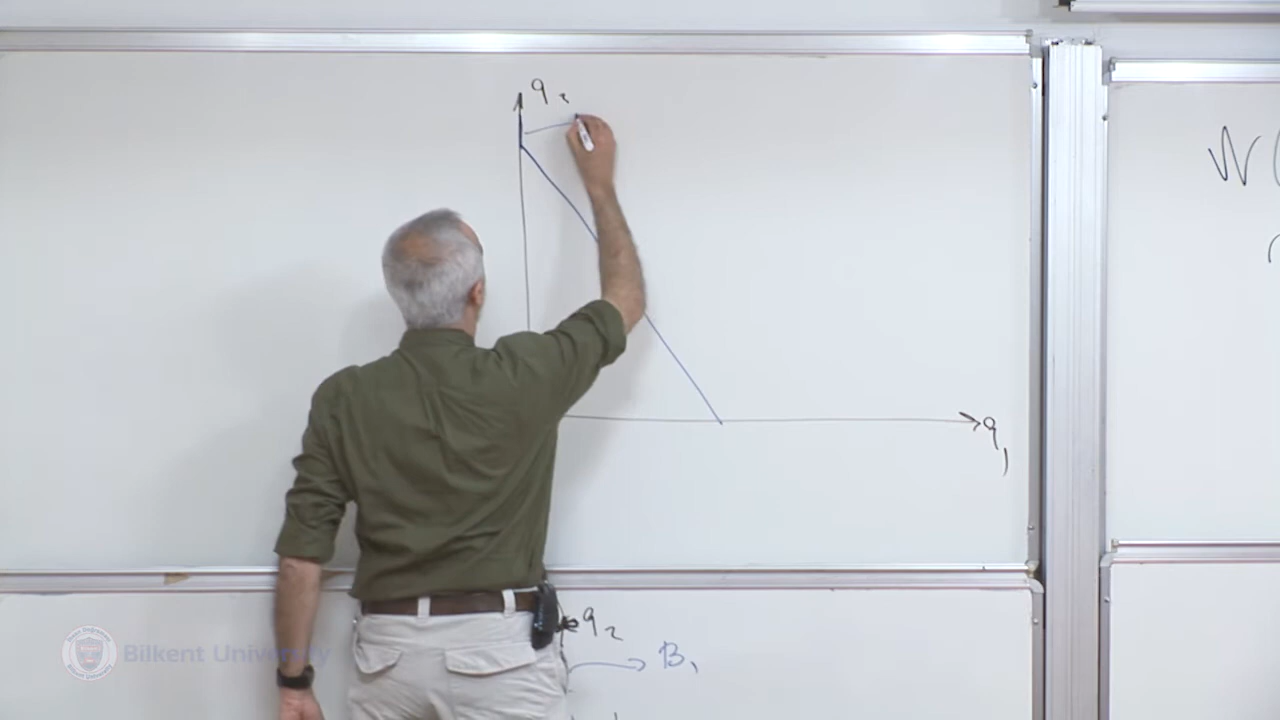 q₂
W(
q₁
q₂
B₁
Bilkent University